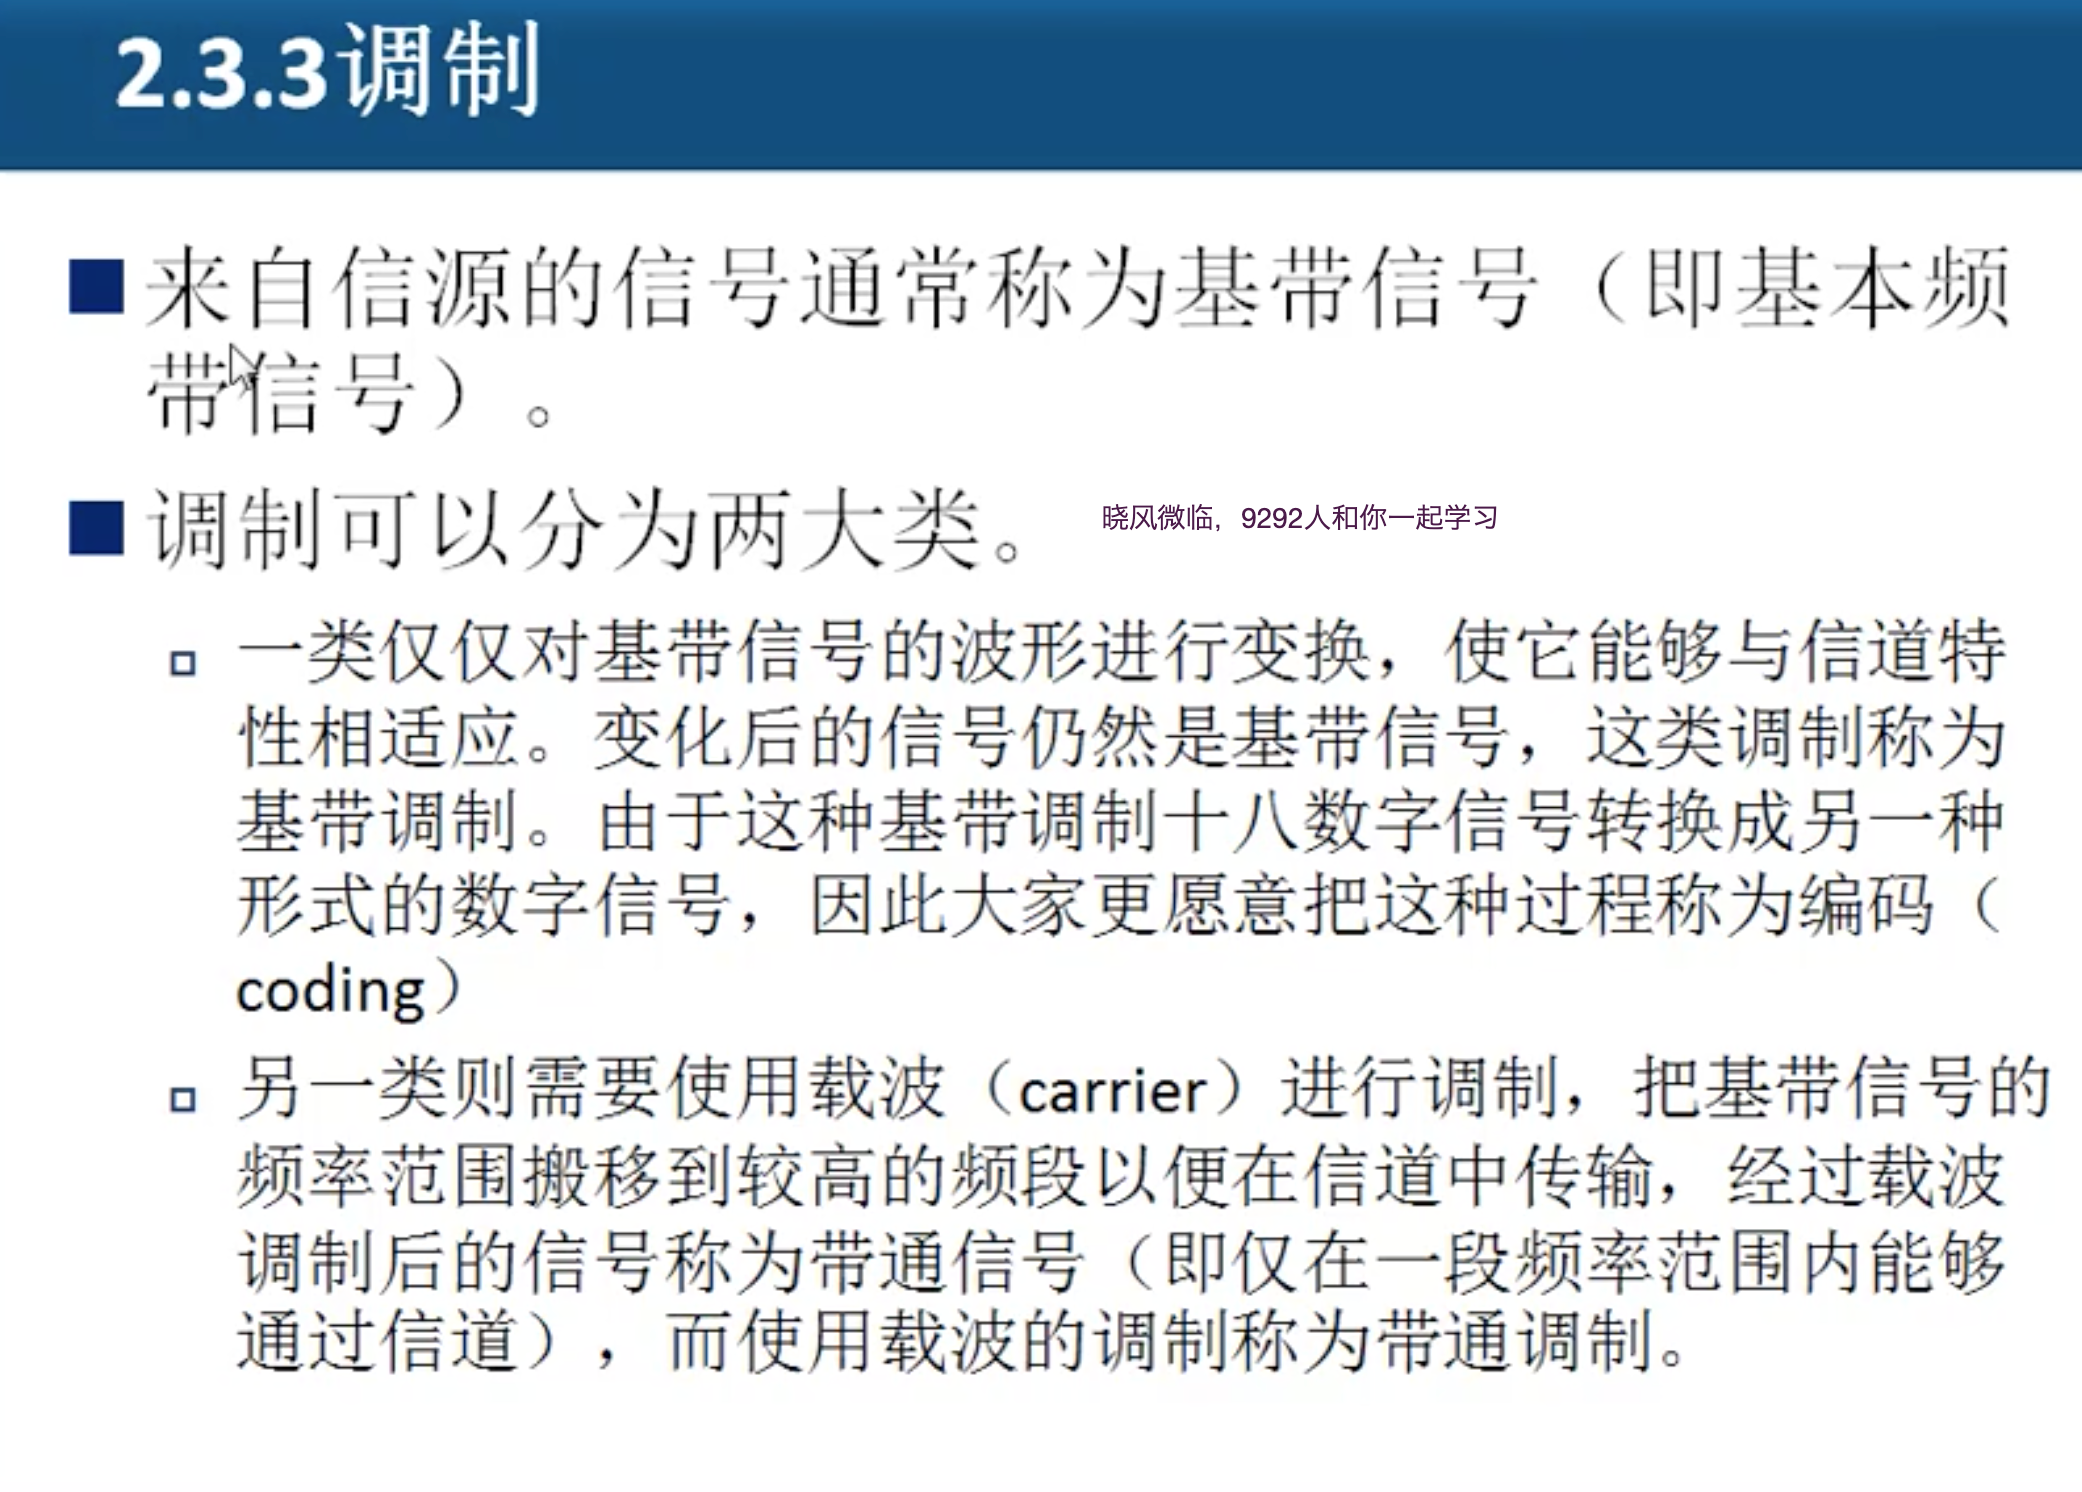 2.3.3调制
来自信源的信号通常称为基带信号（即基本频
带信号）。
调制可以分为两大类。
晓风微临，9292人和你一起学习
一类仅仅对基带信号的波形进行变换，使它能够与信道特
性相适应。变化后的信号仍然是基带信号，这类调制称为
基带调制。由于这种基带调制十八数字信号转换成另一种
形式的数字信号，因此大家更愿意把这种过程称为编码（
coding）
另一类则需要使用载波（carrier）进行调制，把基带信号的
频率范围搬移到较高的频段以便在信道中传输，经过载波
调制后的信号称为带通信号（即仅在一段频率范围内能够
通过信道），而使用载波的调制称为带通调制。